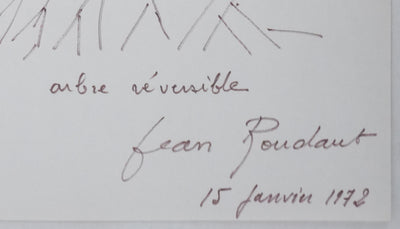 arbre réversible
Jean Roudaut
15 janvier 1972